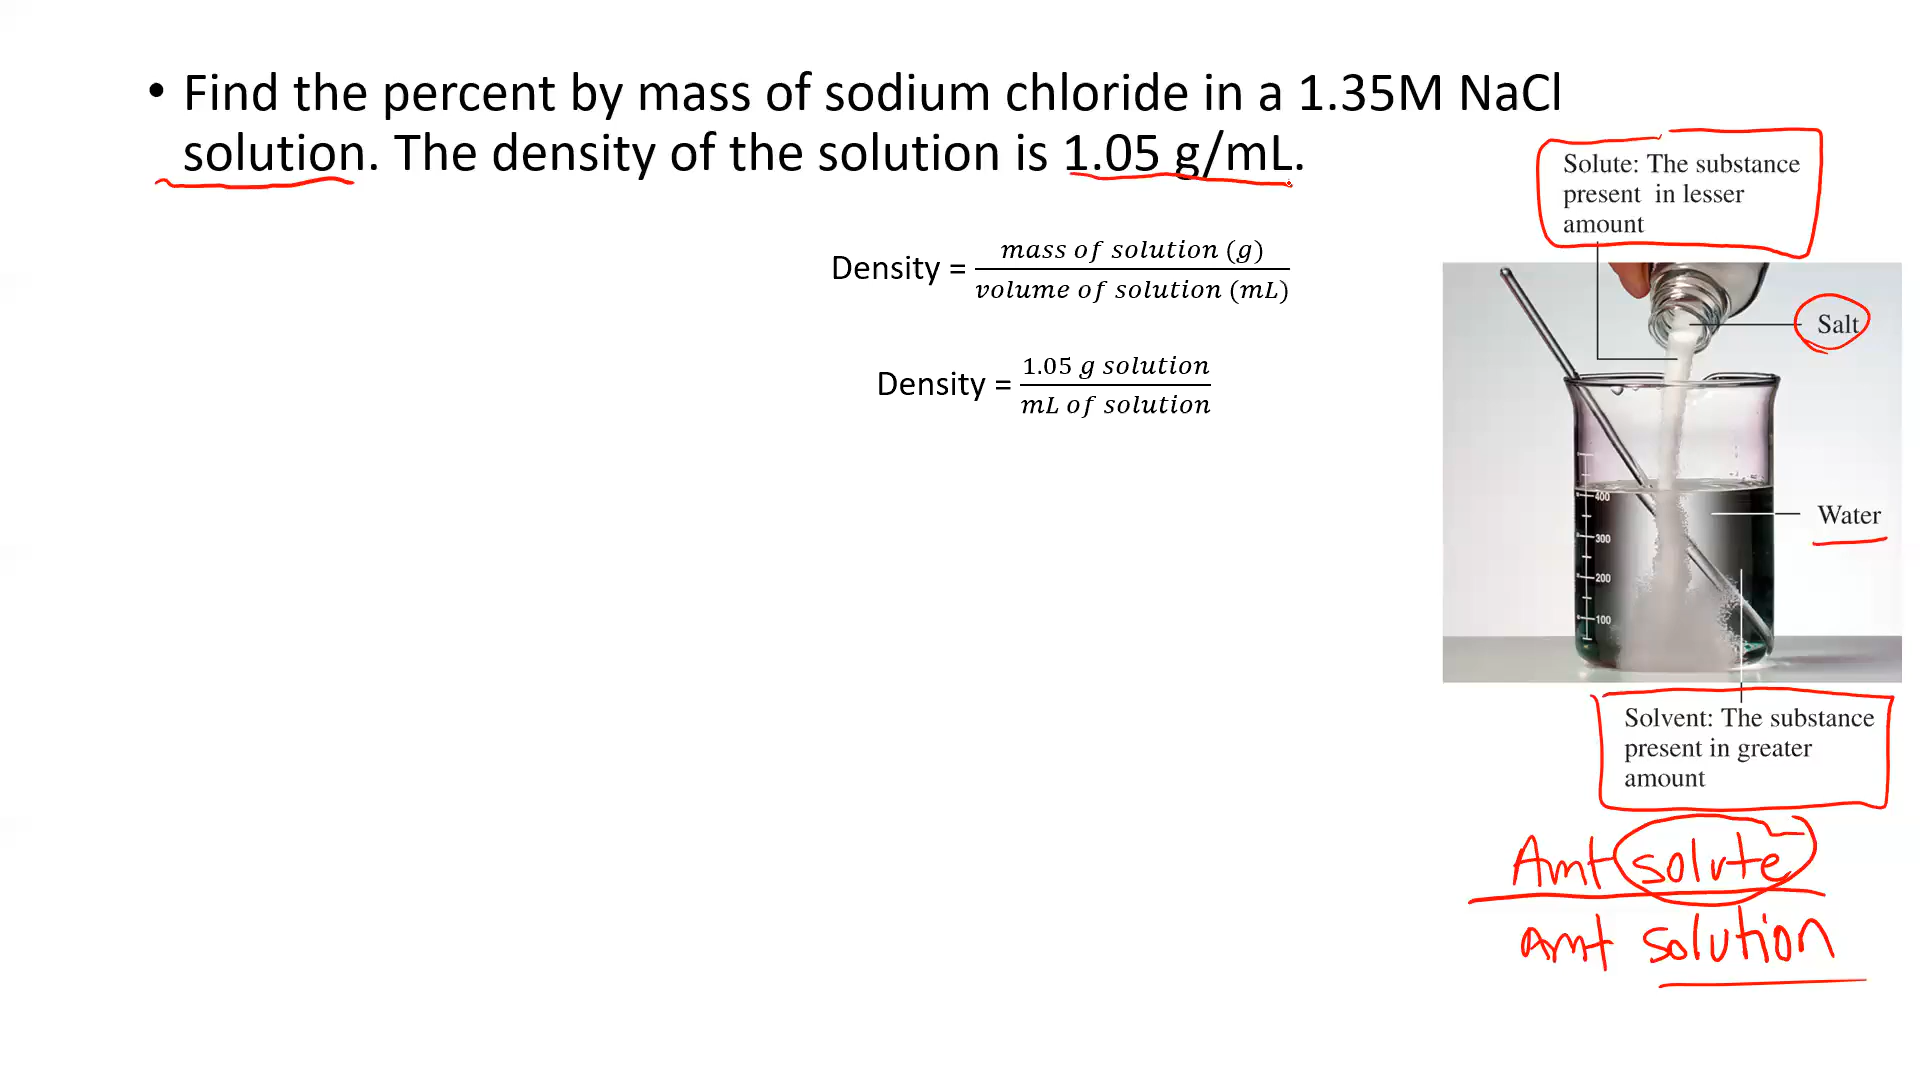 • Find the percent by mass of sodium chloride in a 1.35M NaCl
solution. The density of the solution is 1.05 g/mL.
Solute: The substance
present in lesser
amount
Density = mass of solution (g)
volume of solution (mL)
Salt
Density = 1.05 g solution
mL of solution
400
Water
300
200
100
Solvent: The substance
present in greater
amount
Amt solute
amt solution